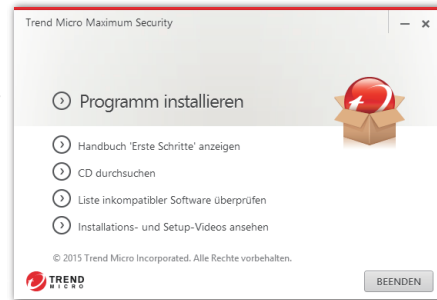 Trend Micro Maximum Security
Programm installieren
Handbuch 'Erste Schritte' anzeigen
CD durchsuchen
Liste inkompatibler Software überprüfen
Installations- und Setup-Videos ansehen
© 2015 Trend Micro Incorporated. Alle Rechte vorbehalten.
TREND
MICRO
BEENDEN